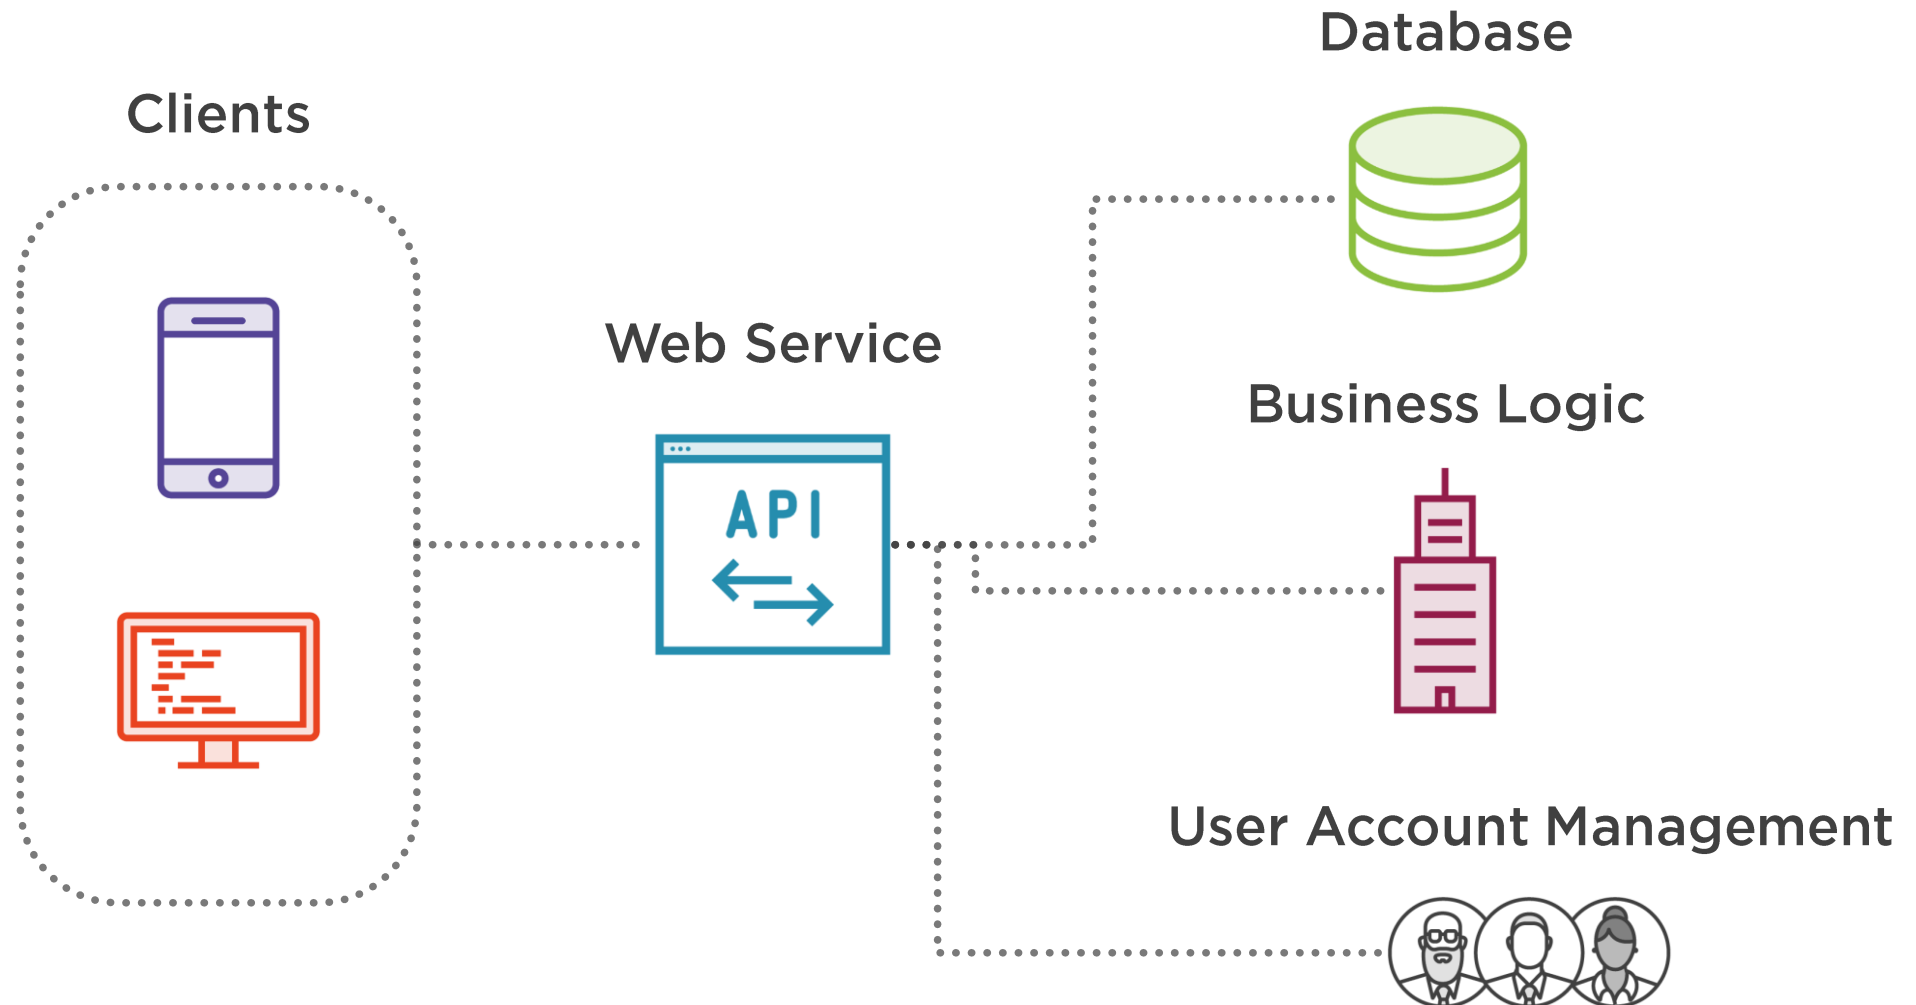 Database
Clients
Web Service
Business Logic
API
User Account Management